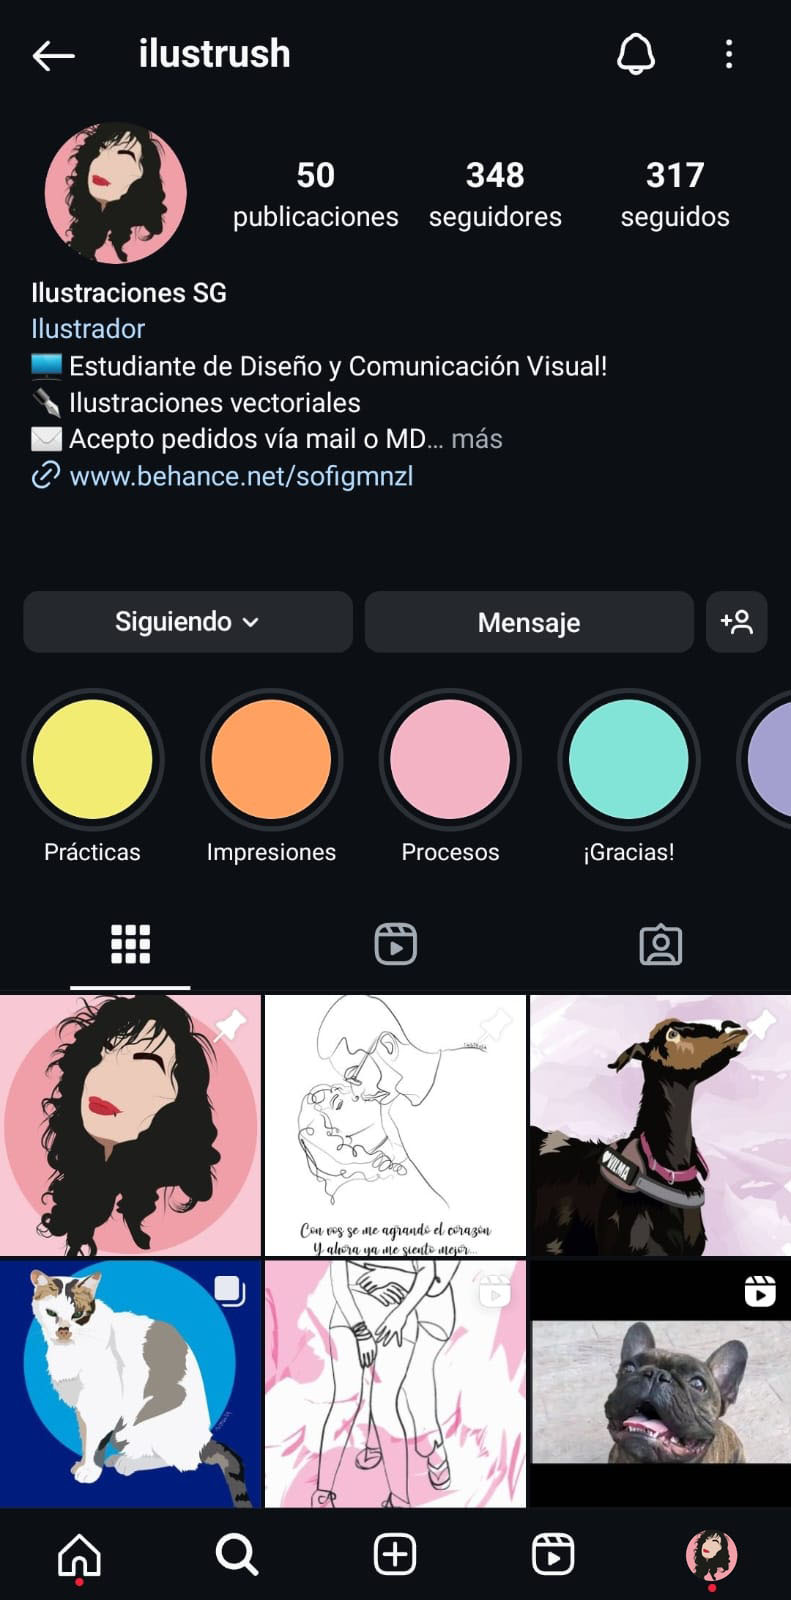 ilustrush
50 348 317
publicaciones seguidores seguidos
Ilustraciones SG
Ilustrador
Estudiante de Diseño y Comunicación Visual!
Ilustraciones vectoriales
Acepto pedidos vía mail o MD... más
www.behance.net/sofigmnzl
Siguiendo Mensaje
Prácticas Impresiones Procesos ¡Gracias!
Con vos se me agrandó el corazón
Y ahora ya me siento mejor...
VILMA